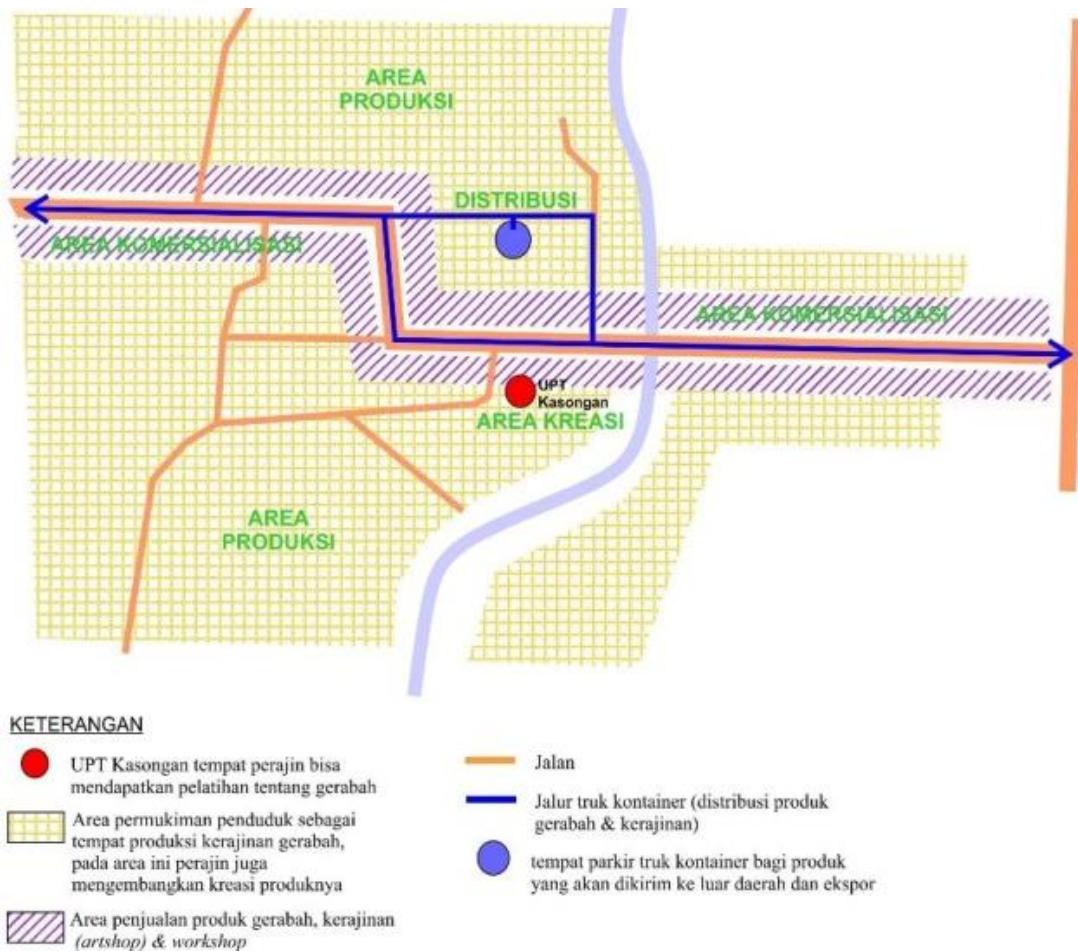 AREA
PRODUKSI
DISTRIBUSI
AREA KOMERSIALISASI
AREA KOMERSIALISASI
UPT
Kasongan
AREA KREASI
AREA
PRODUKSI
KETERANGAN
UPT Kasongan tempat perajin bisa
mendapatkan pelatihan tentang gerabah
Area permukiman penduduk sebagai
tempat produksi kerajinan gerabah,
pada area ini perajin juga
mengembangkan kreasi produknya
Area penjualan produk gerabah, kerajinan
(artshop) & workshop
Jalan
Jalur truk kontainer (distribusi produk
gerabah & kerajinan)
tempat parkir truk kontainer bagi produk
yang akan dikirim ke luar daerah dan ekspor